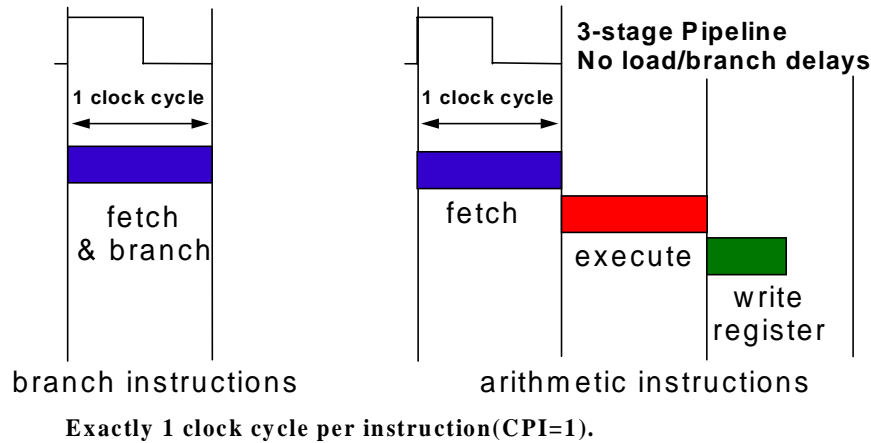 3-stage Pipeline
No load/branch delays
1 clock cycle
1 clock cycle
fetch
& branch
fetch
execute
write
register
branch instructions
arithmetic instructions
Exactly 1 clock cycle per instruction(CPI=1).